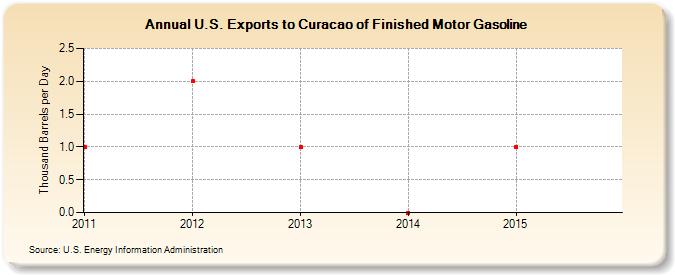 Annual U.S. Exports to Curacao of Finished Motor Gasoline
Thousand Barrels per Day
2.5
2.0
1.5
1.0
0.5
0.0
2011 2012 2013 2014 2015
Source: U.S. Energy Information Administration